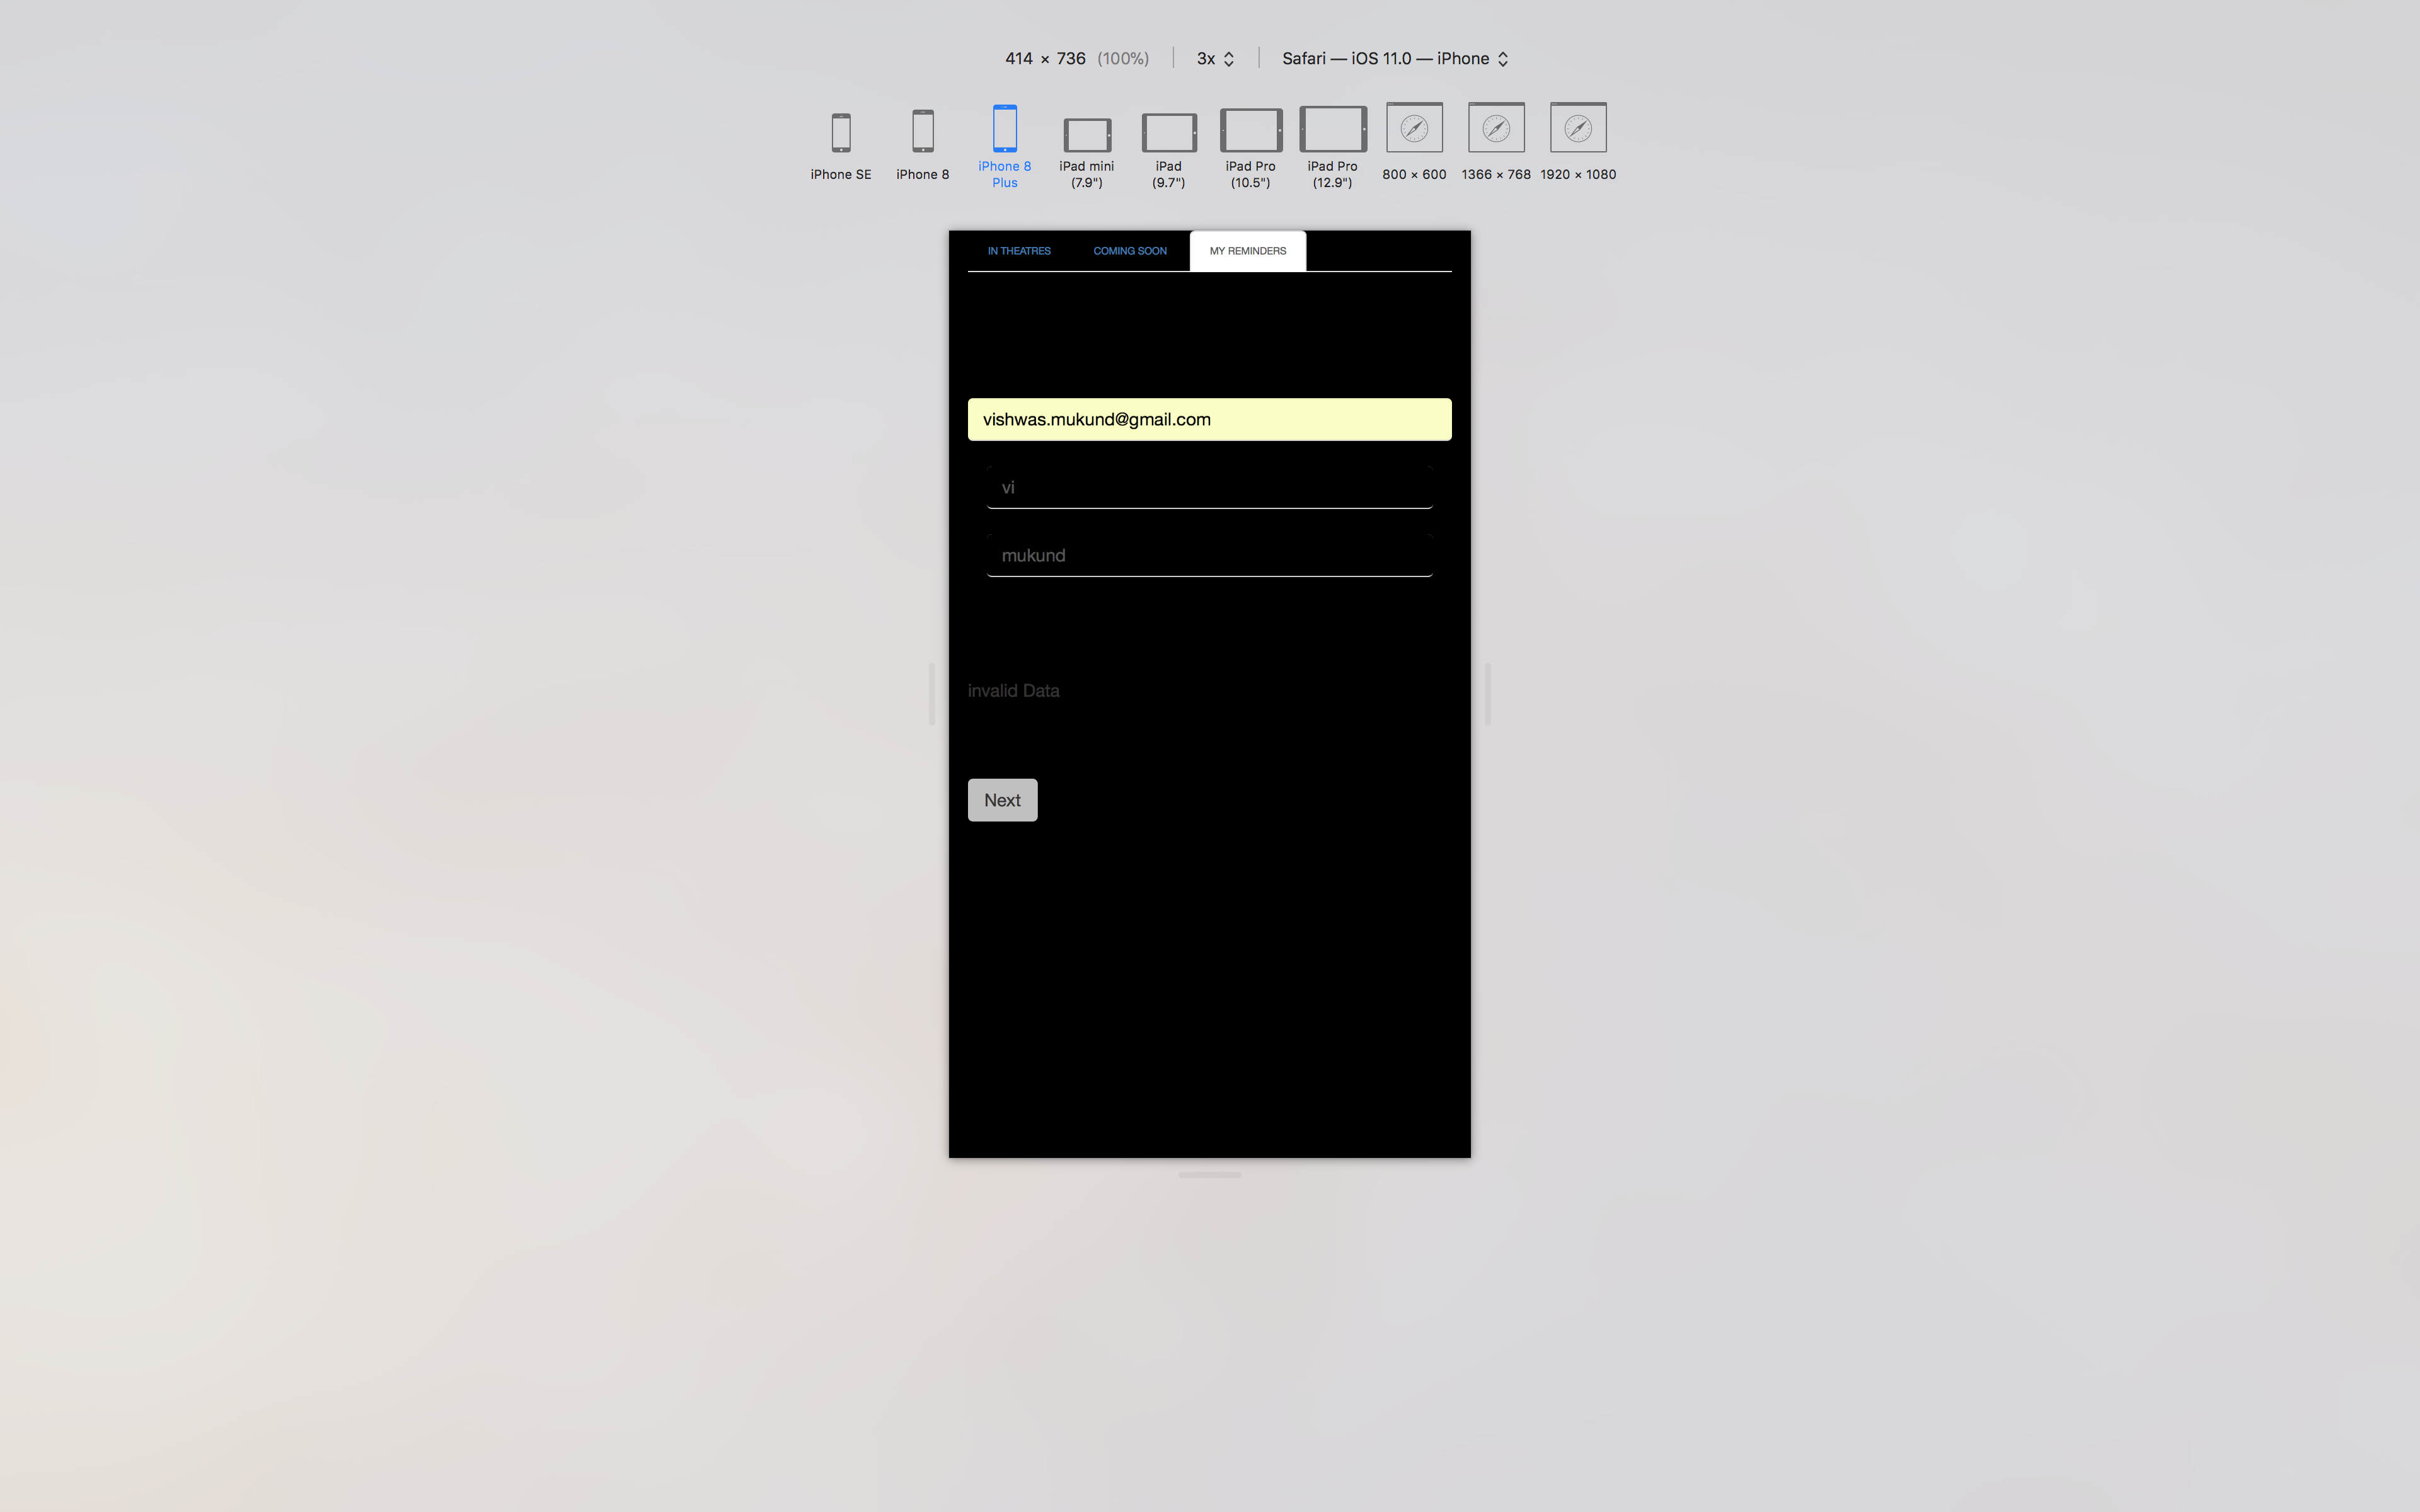 414 × 736 (100%) 3x Safari — iOS 11.0 — iPhone
iPhone SE
iPhone 8
iPhone 8
Plus
iPad mini
(7.9")
iPad
(9.7")
iPad Pro
(10.5")
iPad Pro
(12.9")
800 × 600
1366 × 768
1920 × 1080
IN THEATRES COMING SOON MY REMINDERS
vishwas.mukund@gmail.com
vi
mukund
invalid Data
Next